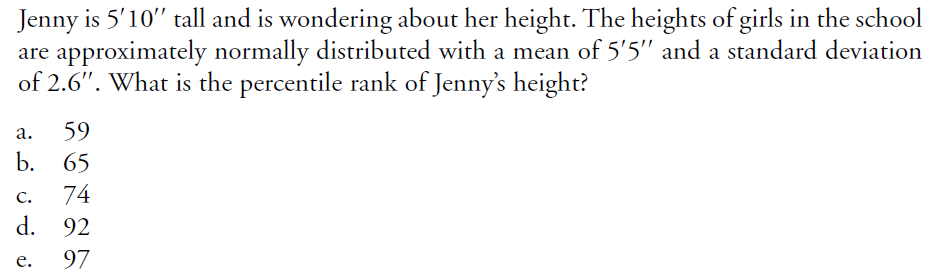 Jenny is 5′10″ tall and is wondering about her height. The heights of girls in the school
are approximately normally distributed with a mean of 5′5″ and a standard deviation
of 2.6″. What is the percentile rank of Jenny’s height?
a. 59
b. 65
c. 74
d. 92
e. 97